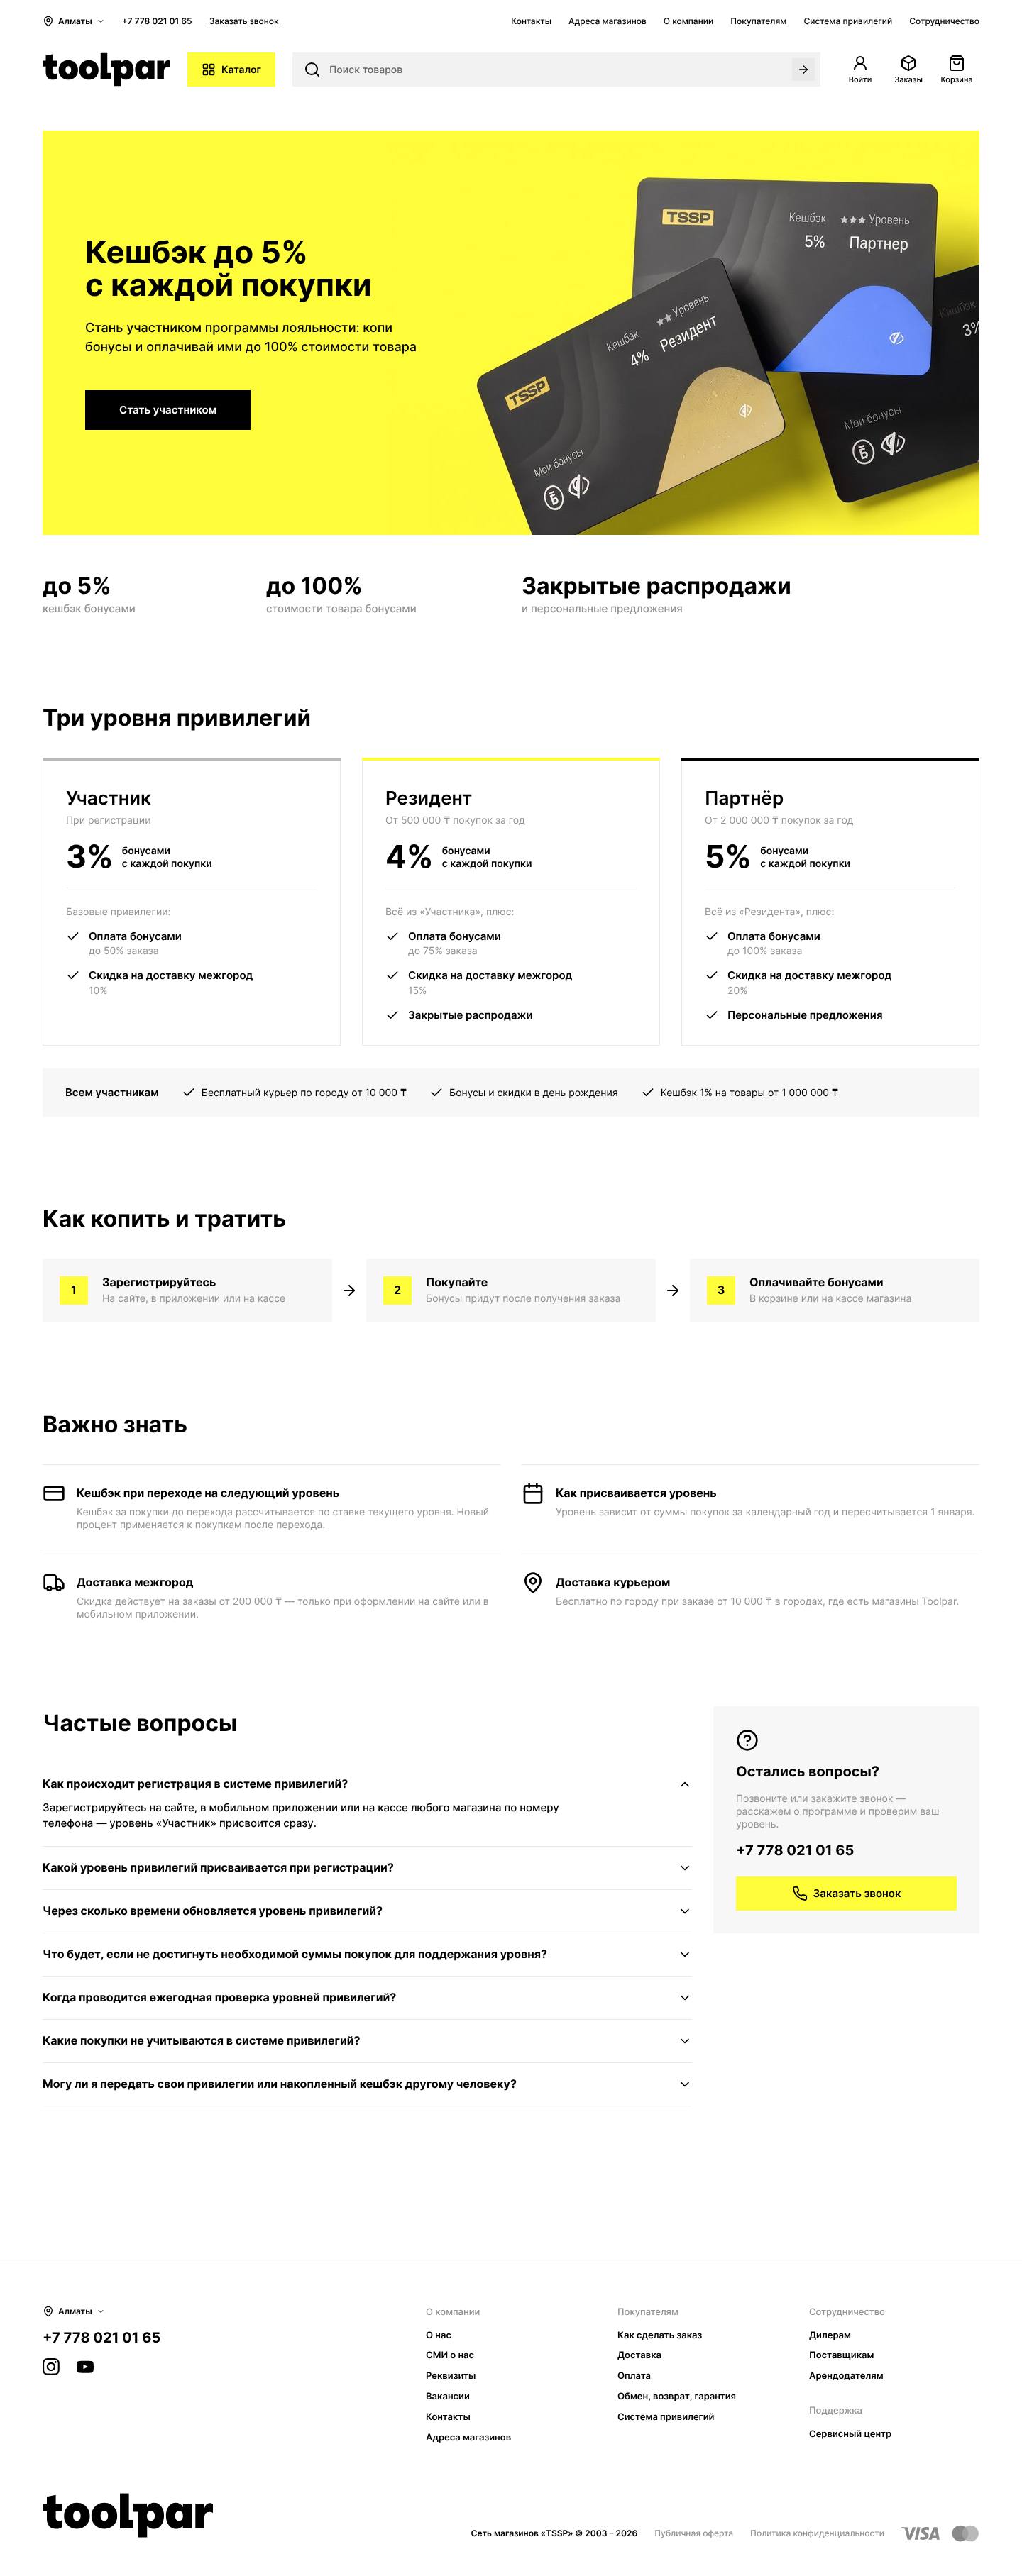 Алматы
+7 778 021 01 65
Заказать звонок
Контакты
Адреса магазинов
О компании
Покупателям
Система привилегий
Сотрудничество
toolpar
Каталог
Поиск товаров
Войти
Заказы
Корзина
Кешбэк до 5%
с каждой покупки
Стань участником программы лояльности: копи
бонусы и оплачивай ими до 100% стоимости товара
Стать участником
TSSP
Кешбэк
5%
Уровень
Партнер
TSSP
Кешбэк
4%
Уровень
Резидент
Мои бонусы
Б
Кешбэк
3%
Мои бонусы
Б
до 5%
кешбэк бонусами
до 100%
стоимости товара бонусами
Закрытые распродажи
и персональные предложения
Три уровня привилегий
Участник
При регистрации
3%
бонусами
с каждой покупки
Базовые привилегии:
Оплата бонусами
до 50% заказа
Скидка на доставку межгород
10%
Резидент
От 500 000 ₸ покупок за год
4%
бонусами
с каждой покупки
Всё из «Участника», плюс:
Оплата бонусами
до 75% заказа
Скидка на доставку межгород
15%
Закрытые распродажи
Партнёр
От 2 000 000 ₸ покупок за год
5%
бонусами
с каждой покупки
Всё из «Резидента», плюс:
Оплата бонусами
до 100% заказа
Скидка на доставку межгород
20%
Персональные предложения
Всем участникам
Бесплатный курьер по городу от 10 000 ₸
Бонусы и скидки в день рождения
Кешбэк 1% на товары от 1 000 000 ₸
Как копить и тратить
1
Зарегистрируйтесь
На сайте, в приложении или на кассе
2
Покупайте
Бонусы придут после получения заказа
3
Оплачивайте бонусами
В корзине или на кассе магазина
Важно знать
Кешбэк при переходе на следующий уровень
Кешбэк за покупки до перехода рассчитывается по ставке текущего уровня. Новый
процент применяется к покупкам после перехода.
Как присваивается уровень
Уровень зависит от суммы покупок за календарный год и пересчитывается 1 января.
Доставка межгород
Скидка действует на заказы от 200 000 ₸ — только при оформлении на сайте или в
мобильном приложении.
Доставка курьером
Бесплатно по городу при заказе от 10 000 ₸ в городах, где есть магазины Toolpar.
Частые вопросы
Как происходит регистрация в системе привилегий?
Зарегистрируйтесь на сайте, в мобильном приложении или на кассе любого магазина по номеру
телефона — уровень «Участник» присвоится сразу.
Какой уровень привилегий присваивается при регистрации?
Через сколько времени обновляется уровень привилегий?
Что будет, если не достигнуть необходимой суммы покупок для поддержания уровня?
Когда проводится ежегодная проверка уровней привилегий?
Какие покупки не учитываются в системе привилегий?
Могу ли я передать свои привилегии или накопленный кешбэк другому человеку?
Остались вопросы?
Позвоните или закажите звонок —
расскажем о программе и проверим ваш
уровень.
+7 778 021 01 65
Заказать звонок
Алматы
+7 778 021 01 65
О компании
О нас
СМИ о нас
Реквизиты
Вакансии
Контакты
Адреса магазинов
Покупателям
Как сделать заказ
Доставка
Оплата
Обмен, возврат, гарантия
Система привилегий
Сотрудничество
Дилерам
Поставщикам
Арендодателям
Поддержка
Сервисный центр
toolpar
Сеть магазинов «TSSP» © 2003 – 2026
Публичная оферта
Политика конфиденциальности
VISA